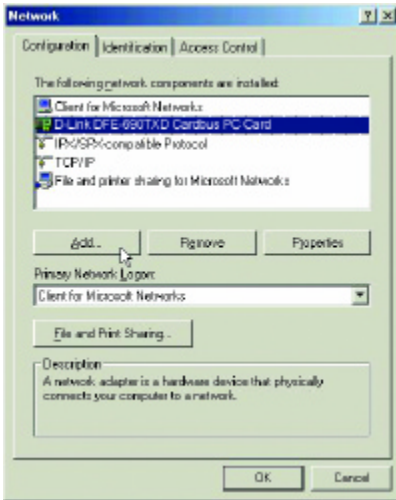 Network
Configuration Identification Access Control
The following network components are installed:
Client for Microsoft Networks
D-Link DFE-690TXD Cardbus PC-Card
IPX/SPX-compatible Protocol
TCP/IP
File and printer sharing for Microsoft Networks
Add... Remove Properties
Primary Network Logon:
Client for Microsoft Networks
File and Print Sharing...
Description
A network adapter is a hardware device that physically
connects your computer to a network.
OK Cancel